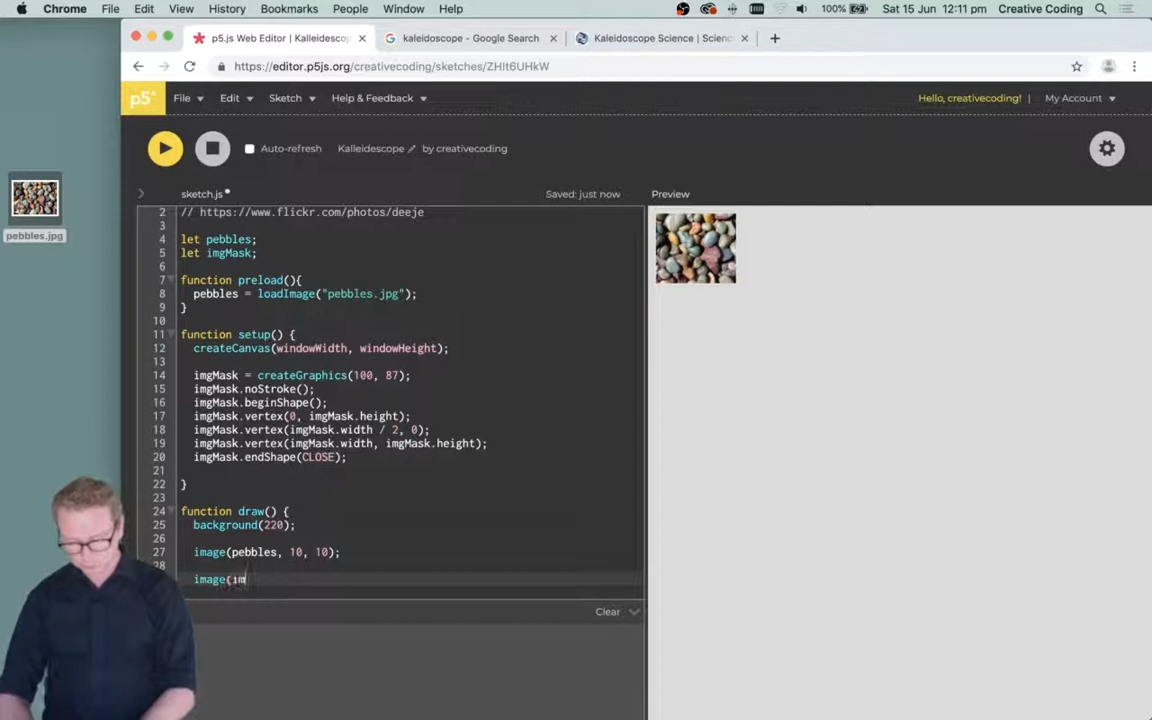 Chrome File Edit View History Bookmarks People Window Help 100% Sat 15 Jun 12:11 pm Creative Coding
p5.js Web Editor | Kalleidesco
kaleidoscope - Google Search
Kaleidoscope Science | Scienc
https://editor.p5js.org/creativecoding/sketches/ZHIt6UHkW
p5* File Edit Sketch Help & Feedback Hello, creativecoding! | My Account
Auto-refresh Kalleidescope by creativecoding
sketch.js Saved: just now Preview
2 // https://www.flickr.com/photos/deeje
3
4 let pebbles;
5 let imgMask;
6
7 function preload(){
8 pebbles = loadImage("pebbles.jpg");
9 }
10
11 function setup() {
12 createCanvas(windowWidth, windowHeight);
13
14 imgMask = createGraphics(100, 87);
15 imgMask.noStroke();
16 imgMask.beginShape();
17 imgMask.vertex(0, imgMask.height);
18 imgMask.vertex(imgMask.width / 2, 0);
19 imgMask.vertex(imgMask.width, imgMask.height);
20 imgMask.endShape(CLOSE);
21
22 }
23
24 function draw() {
25 background(220);
26
27 image(pebbles, 10, 10);
28
image(im
Clear
pebbles.jpg